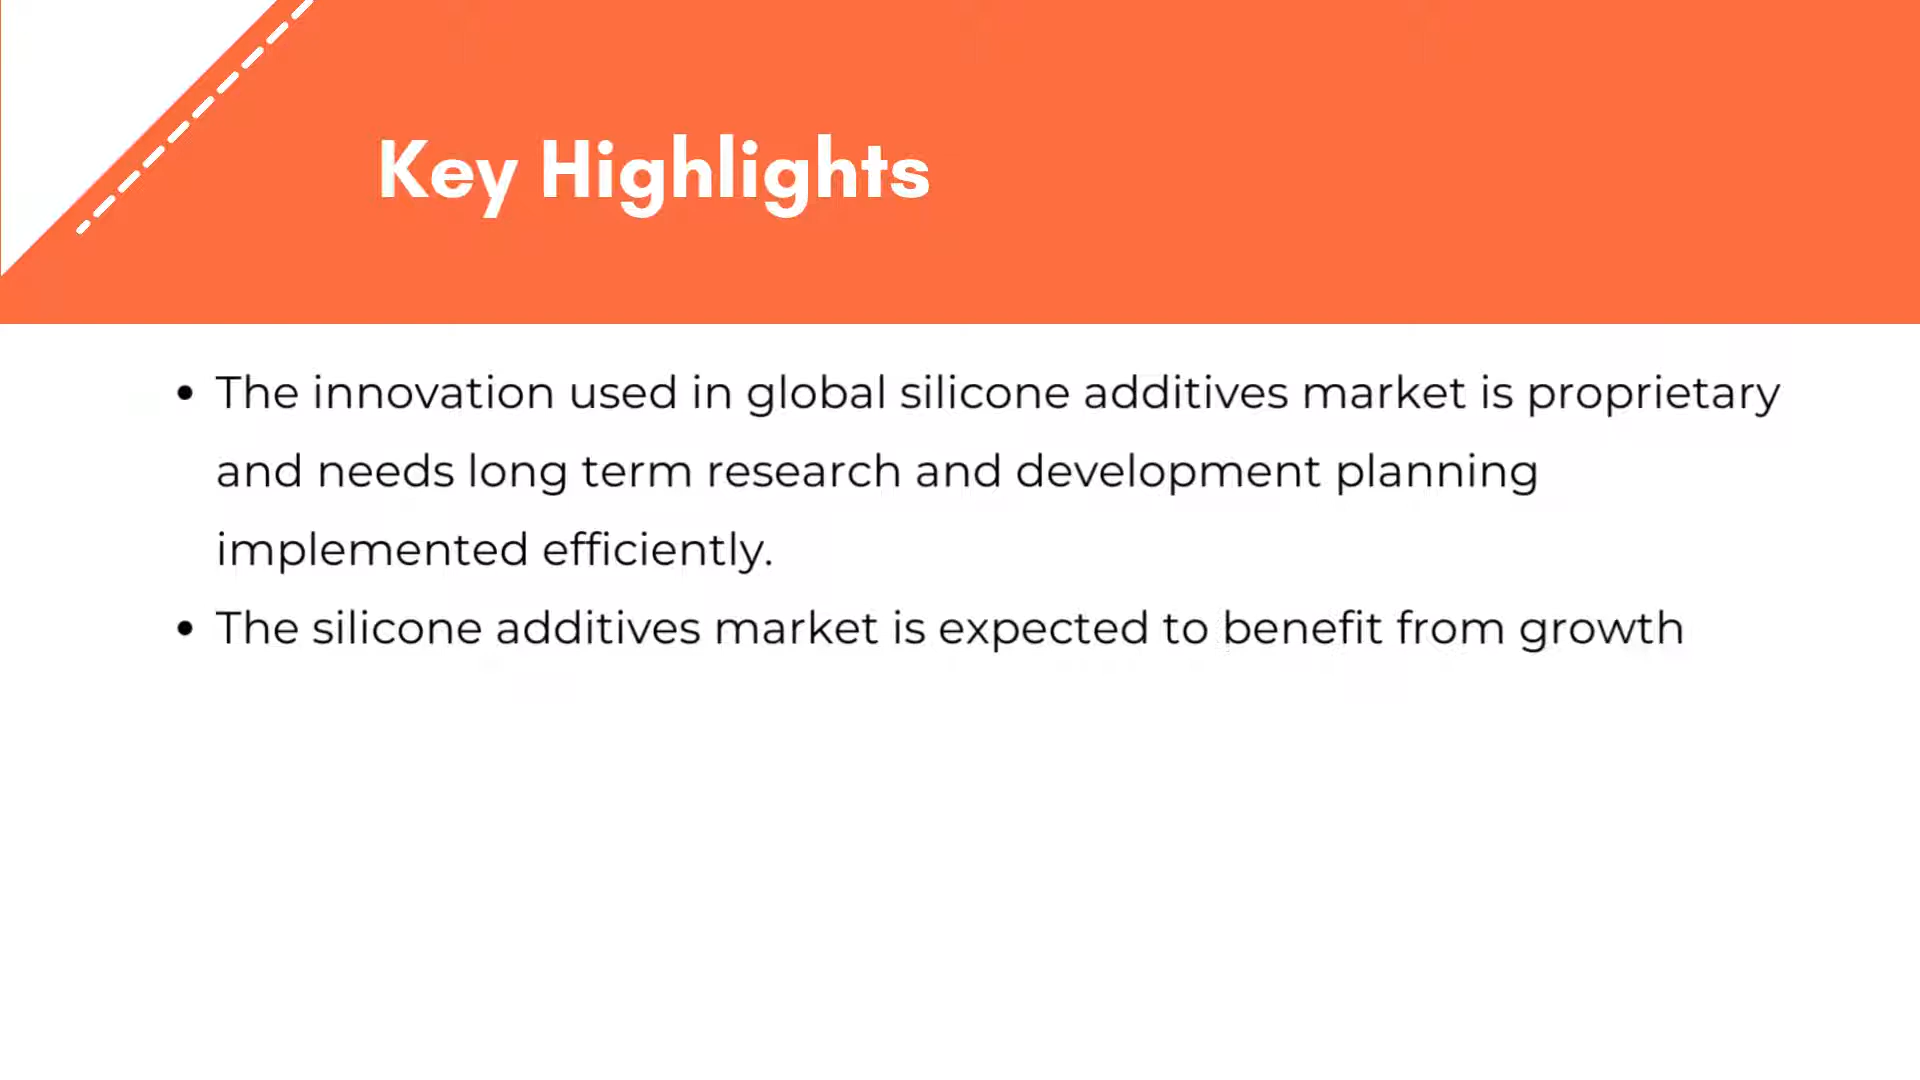 Key Highlights
• The innovation used in global silicone additives market is proprietary
and needs long term research and development planning
implemented efficiently.
• The silicone additives market is expected to benefit from growth